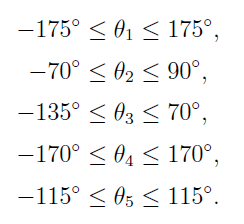 −175° ≤ θ₁ ≤ 175°,
−70° ≤ θ₂ ≤ 90°,
−135° ≤ θ₃ ≤ 70°,
−170° ≤ θ₄ ≤ 170°,
−115° ≤ θ₅ ≤ 115°.